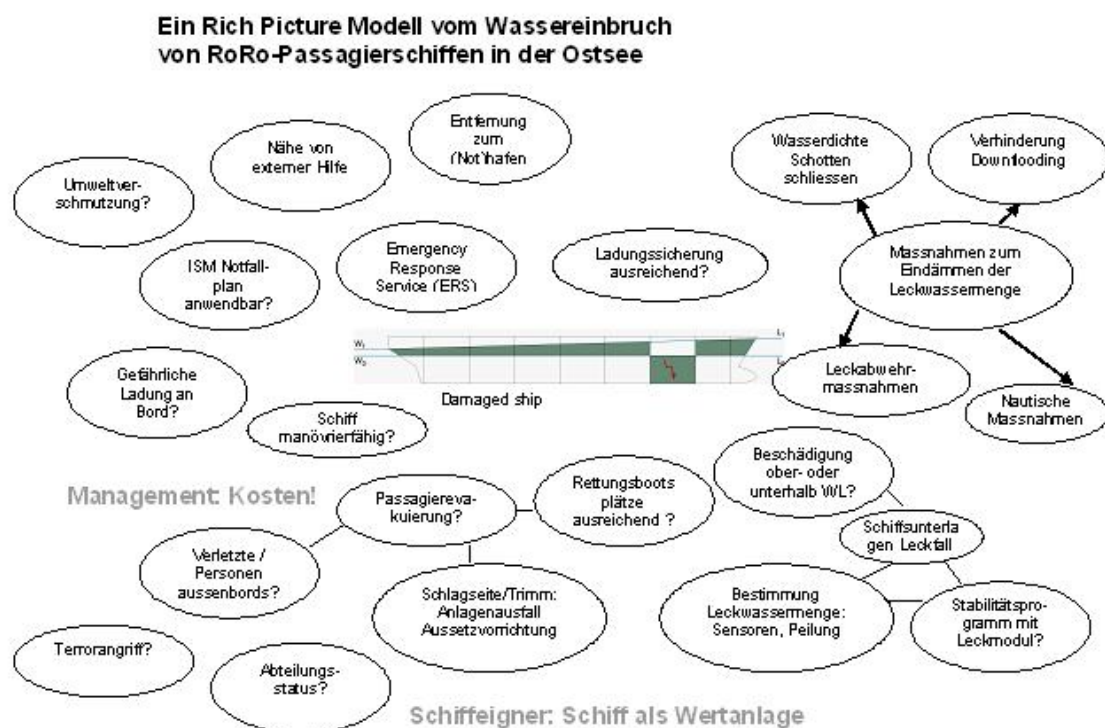 Ein Rich Picture Modell vom Wassereinbruch
von RoRo-Passagierschiffen in der Ostsee
Entfernung
zum
(Not)hafen
Nähe von
externer Hilfe
Wasserdichte
Schotten
schliessen
Verhinderung
Downflooding
Umweltver-
schmutzung?
Emergency
Response
Service (ERS)
Ladungssicherung
ausreichend?
Massnahmen zum
Eindämmen der
Leckwassermenge
ISM Notfall-
plan
anwendbar?
W₁
L₁
W₀
Gefährliche
Ladung an
Bord?
Damaged ship
Leckabwehr-
massnahmen
Schiff
manövrierfähig?
Nautische
Massnahmen
Beschädigung
ober- oder
unterhalb WL?
Management: Kosten!
Passagiereva-
kuierung?
Rettungsboots
plätze
ausreichend ?
Schiffsunterla
gen Leckfall
Verletzte /
Personen
aussenbords?
Schlagseite/Trimm:
Anlagenausfall
Aussetzvorrichtung
Bestimmung
Leckwassermenge:
Sensoren, Peilung
Stabilitätspro-
gramm mit
Leckmodul?
Terrorangriff?
Abteilungs-
status?
Schiffeigner: Schiff als Wertanlage